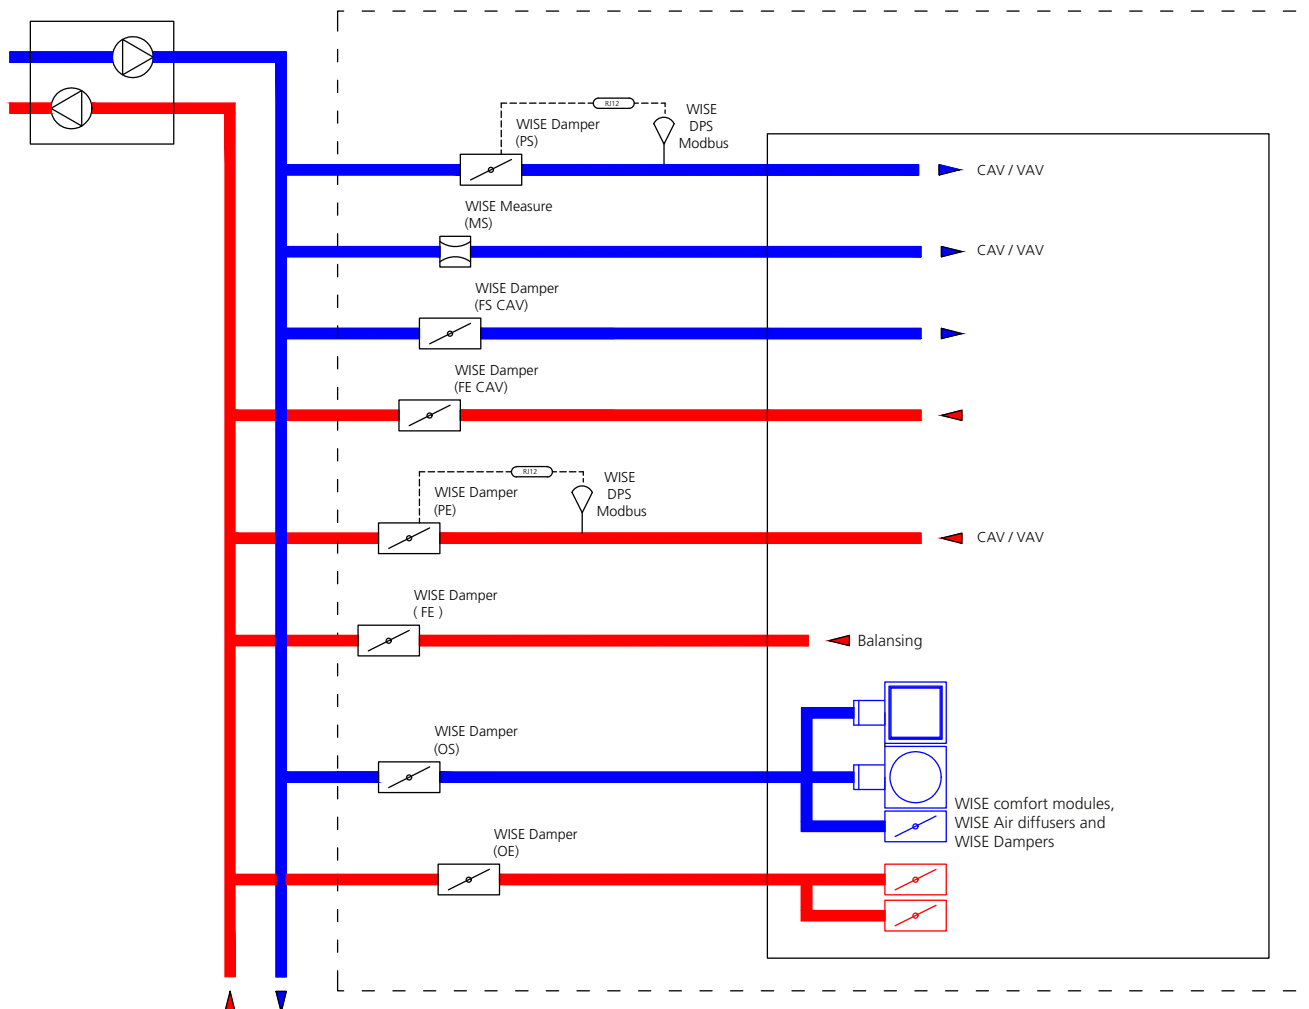 RJ12
WISE
DPS
Modbus
WISE Damper
(PS)
CAV / VAV
WISE Measure
(MS)
CAV / VAV
WISE Damper
(FS CAV)
WISE Damper
(FE CAV)
RJ12
WISE
DPS
Modbus
WISE Damper
(PE)
CAV / VAV
WISE Damper
( FE )
Balansing
WISE Damper
(OS)
WISE comfort modules,
WISE Air diffusers and
WISE Dampers
WISE Damper
(OE)